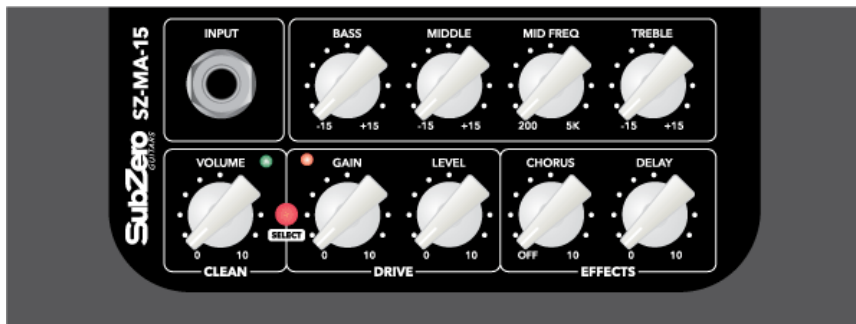 SubZero
GUITARS
SZ-MA-15
INPUT
BASS MIDDLE MID FREQ TREBLE
-15 +15 -15 +15 200 5K -15 +15
VOLUME GAIN LEVEL CHORUS DELAY
SELECT
0 10 0 10 0 10 OFF 10 0 10
CLEAN DRIVE EFFECTS